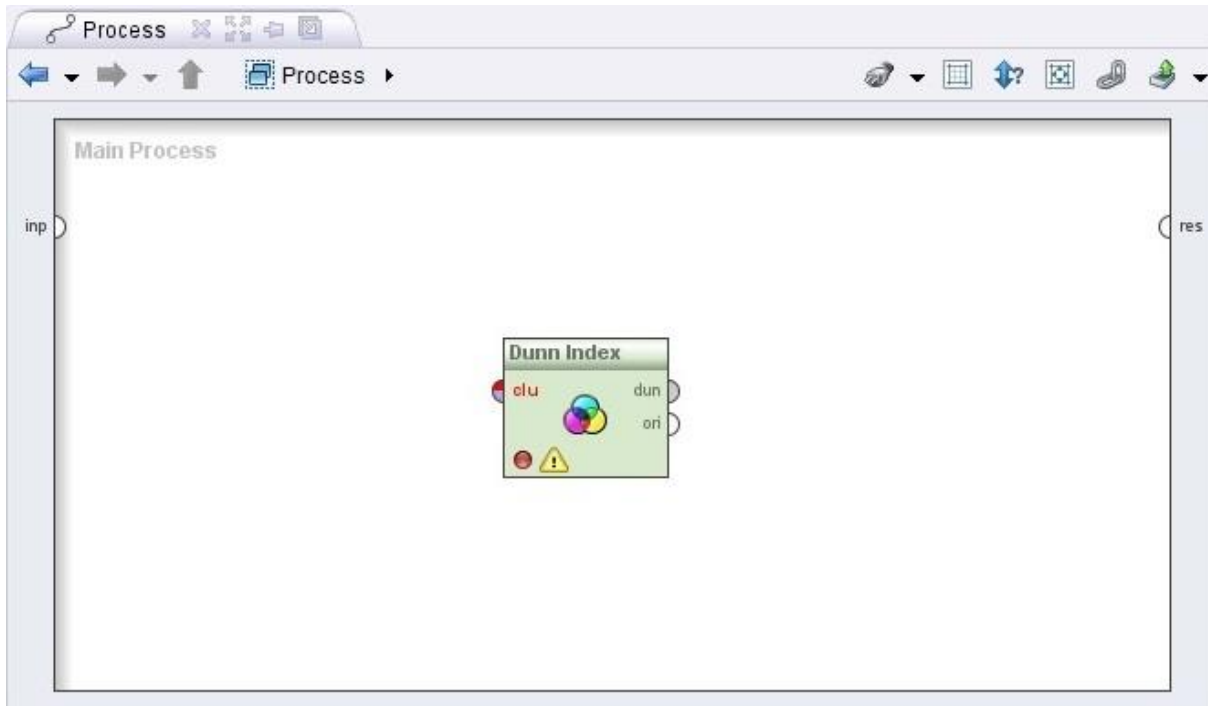 Process
Process
Main Process
inp
res
Dunn Index
clu
dun
ori